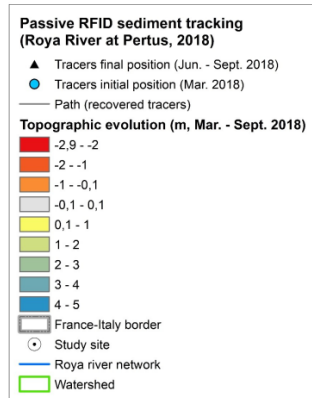 Passive RFID sediment tracking
(Roya River at Pertus, 2018)
Tracers final position (Jun. - Sept. 2018)
Tracers initial position (Mar. 2018)
Path (recovered tracers)
Topographic evolution (m, Mar. - Sept. 2018)
-2,9 - -2
-2 - -1
-1 - -0,1
-0,1 - 0,1
0,1 - 1
1 - 2
2 - 3
3 - 4
4 - 5
France-Italy border
Study site
Roya river network
Watershed